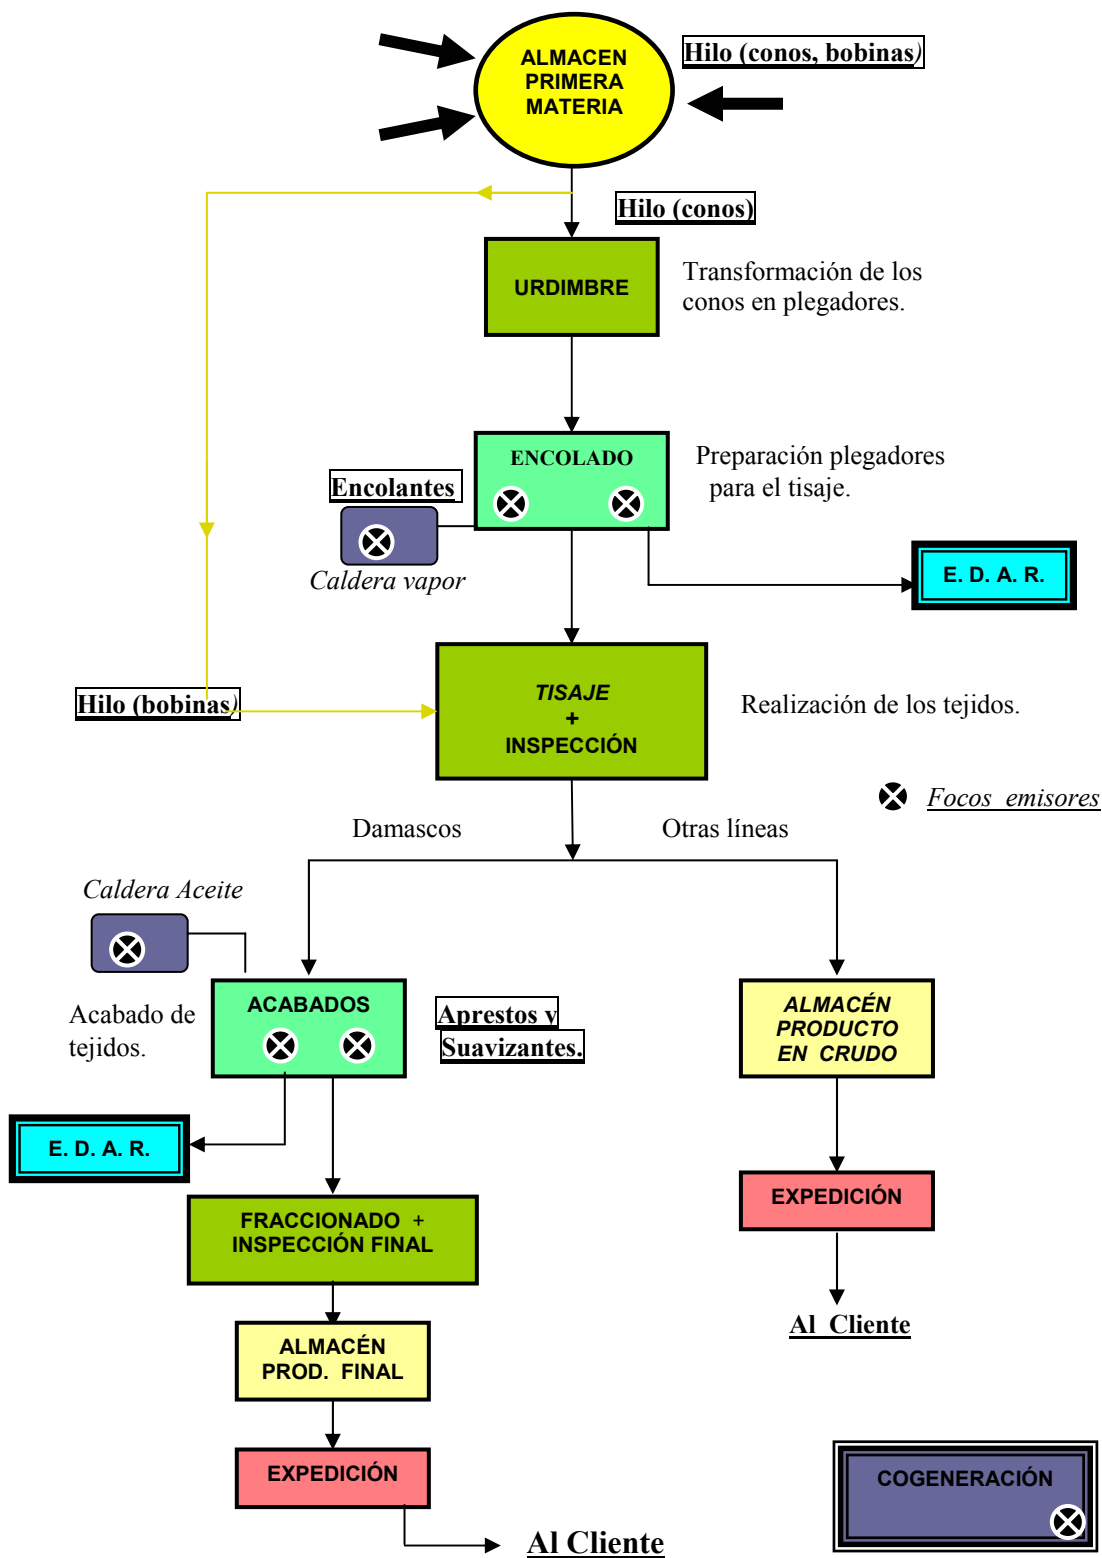 ALMACEN
PRIMERA
MATERIA
Hilo (conos, bobinas)
Hilo (conos)
URDIMBRE
Transformación de los
conos en plegadores.
ENCOLADO
Preparación plegadores
para el tisaje.
Encolantes
Caldera vapor
E. D. A. R.
TISAJE
+
INSPECCIÓN
Hilo (bobinas)
Realización de los tejidos.
Focos emisores
Damascos
Otras líneas
Caldera Aceite
ACABADOS
Acabado de
tejidos.
Aprestos y
Suavizantes.
ALMACÉN
PRODUCTO
EN CRUDO
E. D. A. R.
EXPEDICIÓN
FRACCIONADO +
INSPECCIÓN FINAL
Al Cliente
ALMACÉN
PROD. FINAL
EXPEDICIÓN
COGENERACIÓN
Al Cliente